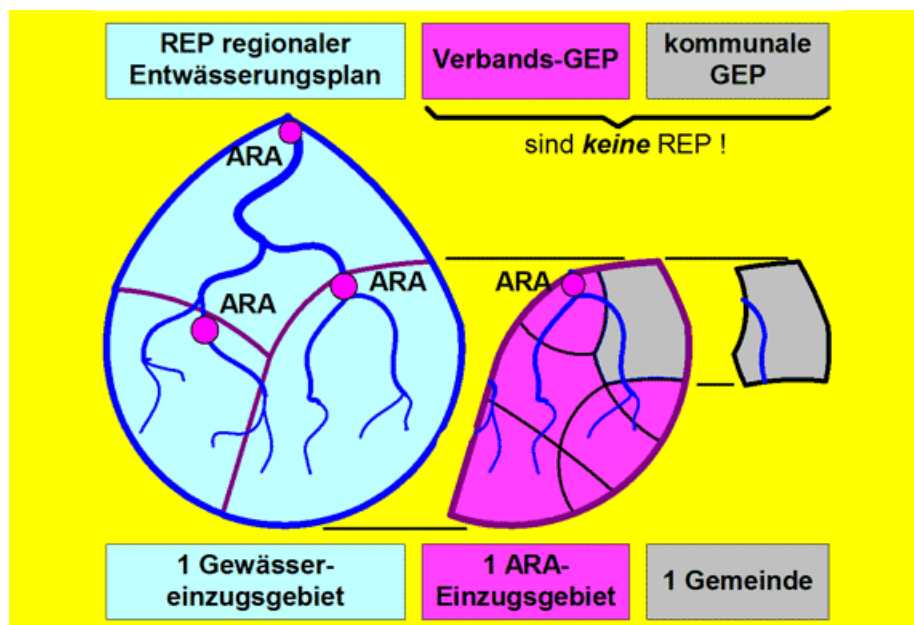 REP regionaler
Entwässerungsplan
Verbands-GEP
kommunale
GEP
sind keine REP !
ARA
ARA
ARA
ARA
1 Gewässer-
einzugsgebiet
1 ARA-
Einzugsgebiet
1 Gemeinde